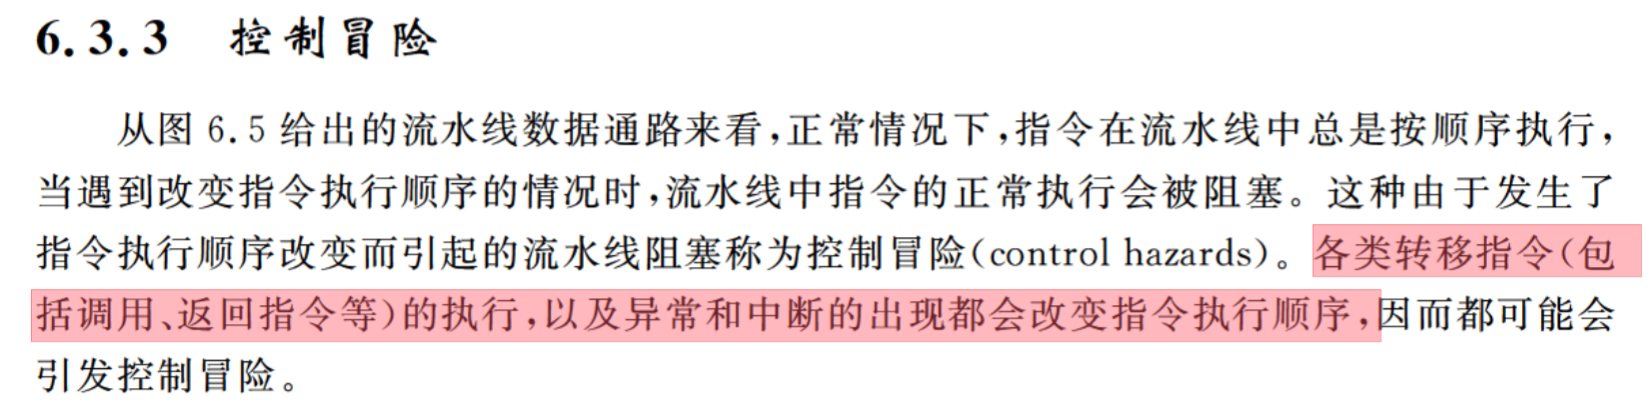 6.3.3 控制冒险
从图 6.5 给出的流水线数据通路来看,正常情况下,指令在流水线中总是按顺序执行,
当遇到改变指令执行顺序的情况时,流水线中指令的正常执行会被阻塞。这种由于发生了
指令执行顺序改变而引起的流水线阻塞称为控制冒险(control hazards)。各类转移指令(包
括调用、返回指令等)的执行,以及异常和中断的出现都会改变指令执行顺序,因而都可能会
引发控制冒险。